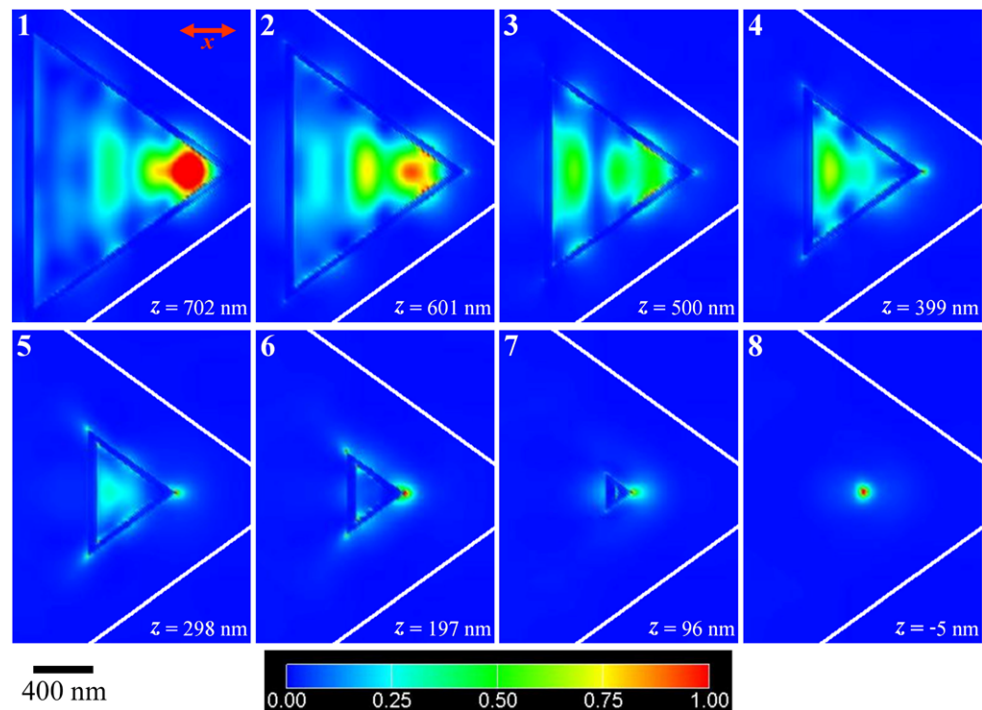 1
x
z = 702 nm
2
z = 601 nm
3
z = 500 nm
4
z = 399 nm
5
z = 298 nm
6
z = 197 nm
7
z = 96 nm
8
z = -5 nm
400 nm
0.00 0.25 0.50 0.75 1.00